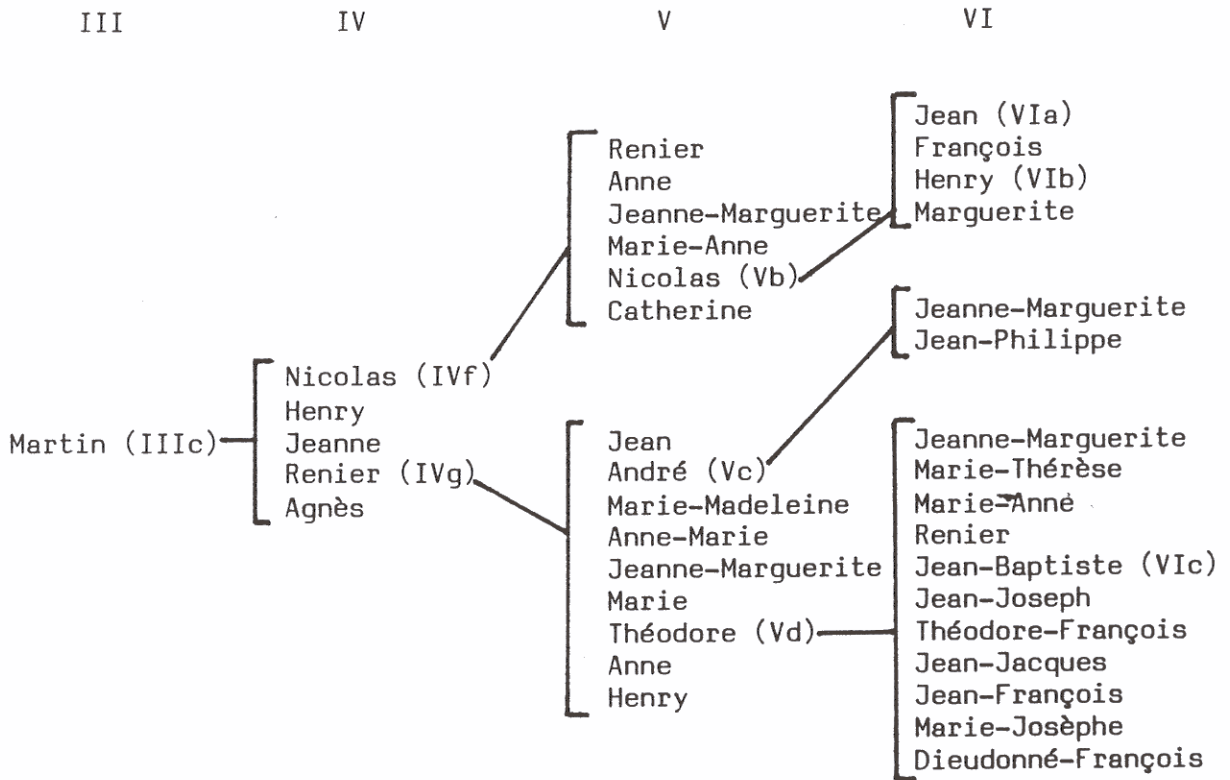 III IV V VI
Jean (VIa)
François
Henry (VIb)
Marguerite
Renier
Anne
Jeanne-Marguerite
Marie-Anne
Nicolas (Vb)
Catherine
Jeanne-Marguerite
Jean-Philippe
Martin (IIIc)
Nicolas (IVf)
Henry
Jeanne
Renier (IVg)
Agnès
Jean
André (Vc)
Marie-Madeleine
Anne-Marie
Jeanne-Marguerite
Marie
Théodore (Vd)
Anne
Henry
Jeanne-Marguerite
Marie-Thérèse
Marie-Anne
Renier
Jean-Baptiste (VIc)
Jean-Joseph
Théodore-François
Jean-Jacques
Jean-François
Marie-Josèphe
Dieudonné-François